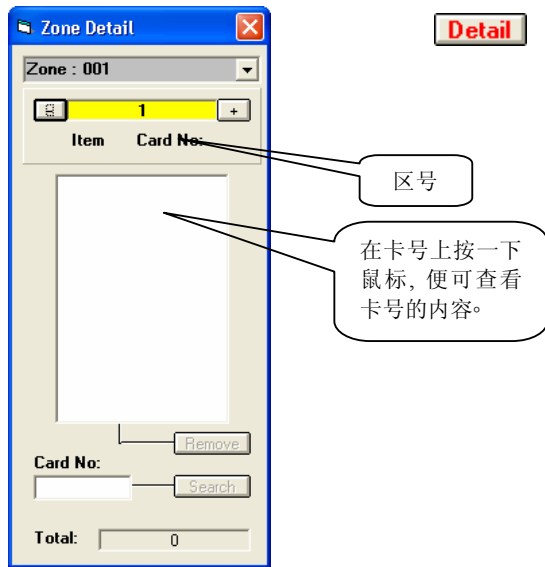 Zone Detail
Detail
Zone : 001
1
+
Item Card No:
区号
在卡号上按一下
鼠标, 便可查看
卡号的内容。
Remove
Card No:
Search
Total: 0